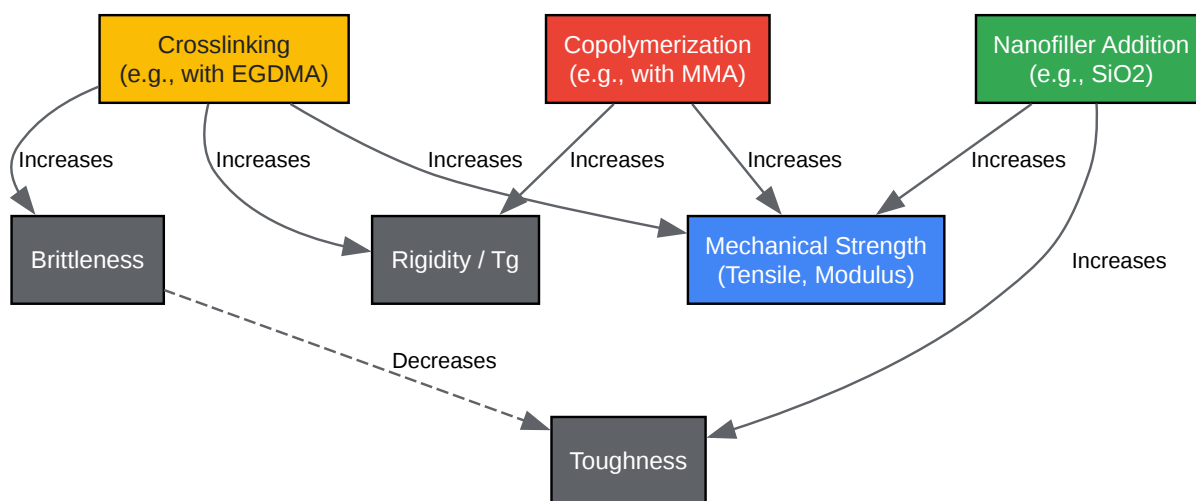 Crosslinking
(e.g., with EGDMA)
Copolymerization
(e.g., with MMA)
Nanofiller Addition
(e.g., SiO2)
Increases
Increases
Increases
Increases
Increases
Increases
Brittleness
Rigidity / Tg
Mechanical Strength
(Tensile, Modulus)
Increases
Decreases
Toughness